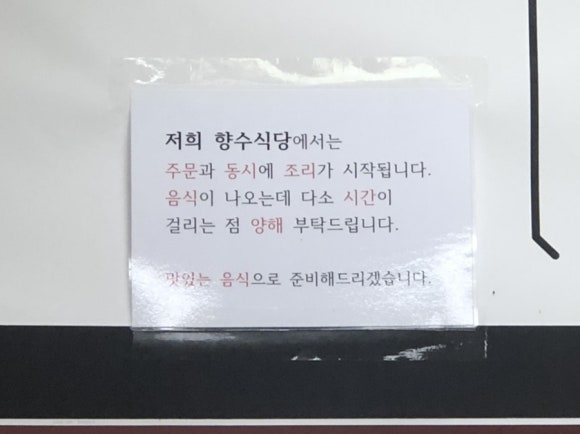 저희 향수식당에서는
주문과 동시에 조리가 시작됩니다.
음식이 나오는데 다소 시간이
걸리는 점 양해 부탁드립니다.
맛있는 음식으로 준비해드리겠습니다.